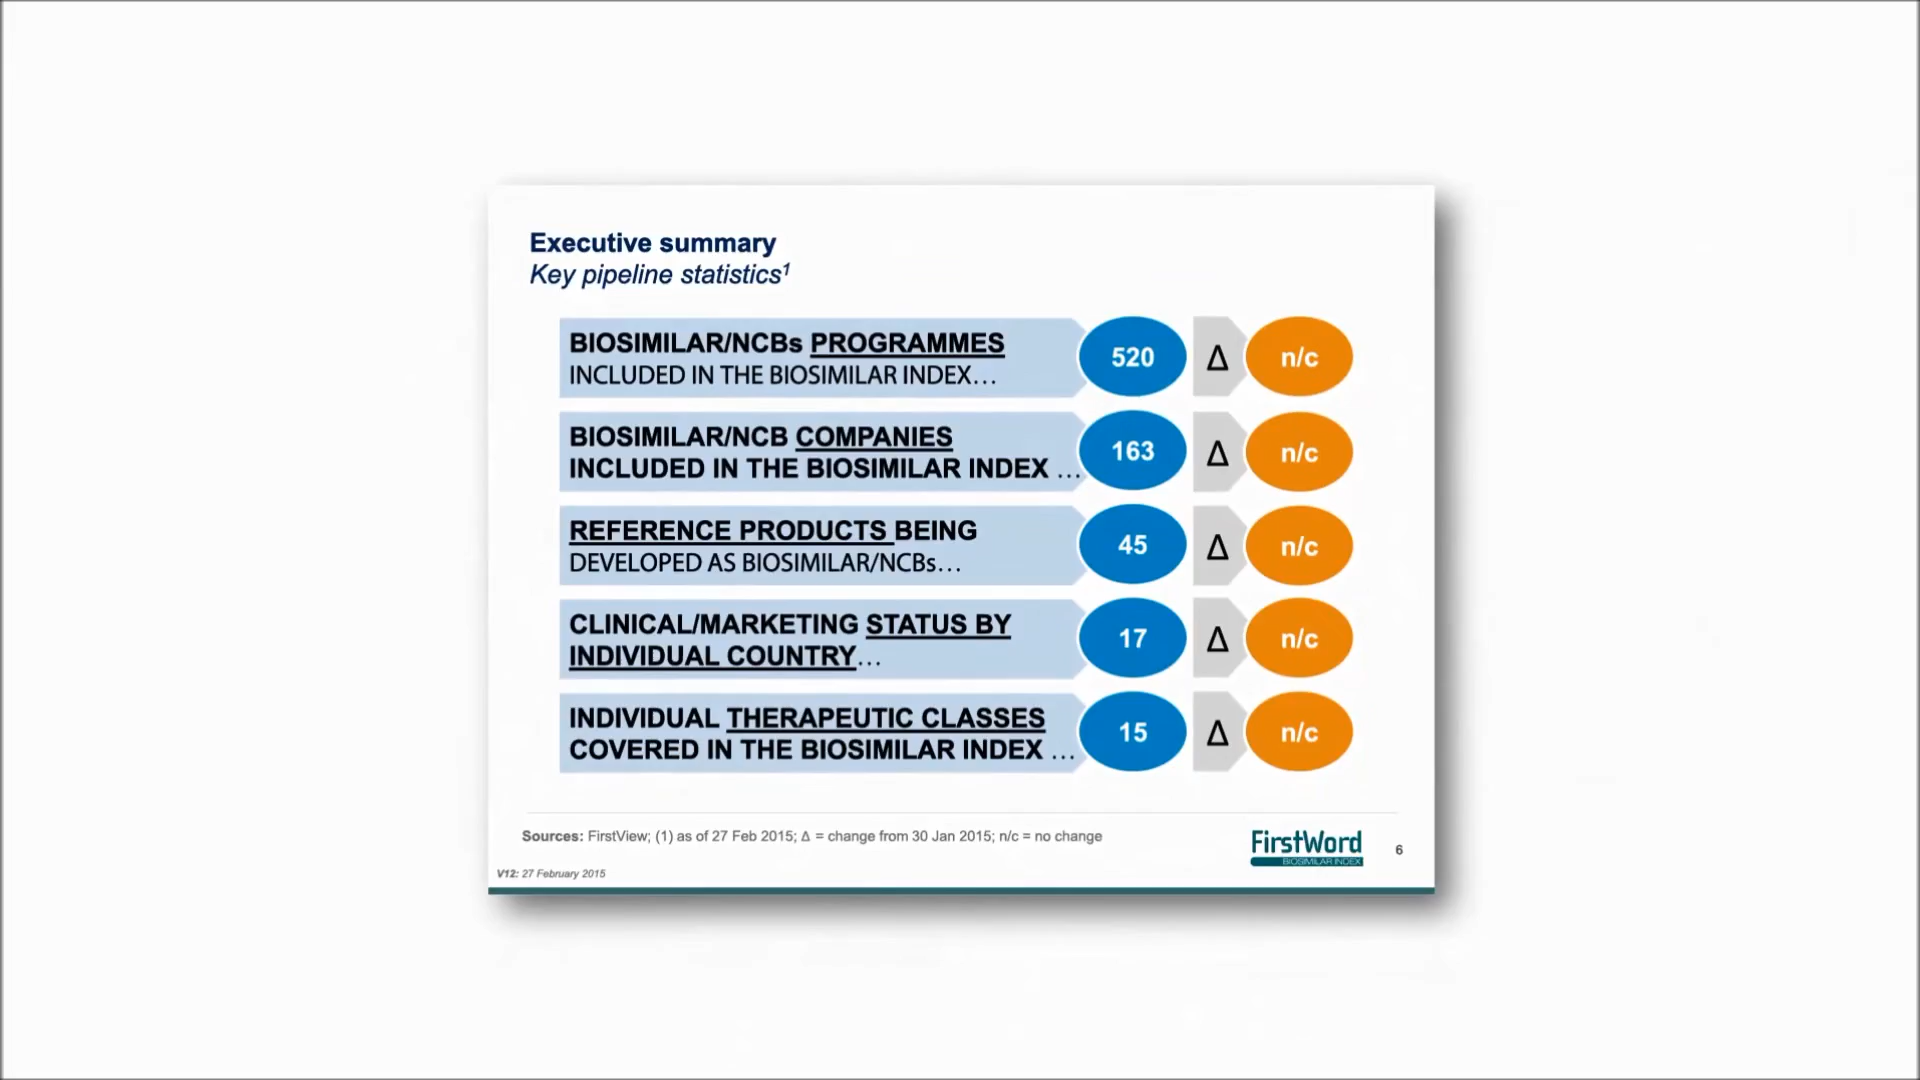 Executive summary
Key pipeline statistics¹
BIOSIMILAR/NCBs PROGRAMMES
INCLUDED IN THE BIOSIMILAR INDEX…
520
Δ
n/c
BIOSIMILAR/NCB COMPANIES
INCLUDED IN THE BIOSIMILAR INDEX …
163
Δ
n/c
REFERENCE PRODUCTS BEING
DEVELOPED AS BIOSIMILAR/NCBs…
45
Δ
n/c
CLINICAL/MARKETING STATUS BY
INDIVIDUAL COUNTRY…
17
Δ
n/c
INDIVIDUAL THERAPEUTIC CLASSES
COVERED IN THE BIOSIMILAR INDEX …
15
Δ
n/c
Sources: FirstView; (1) as of 27 Feb 2015; Δ = change from 30 Jan 2015; n/c = no change
FirstWord
BIOSIMILAR INDEX
6
V12: 27 February 2015